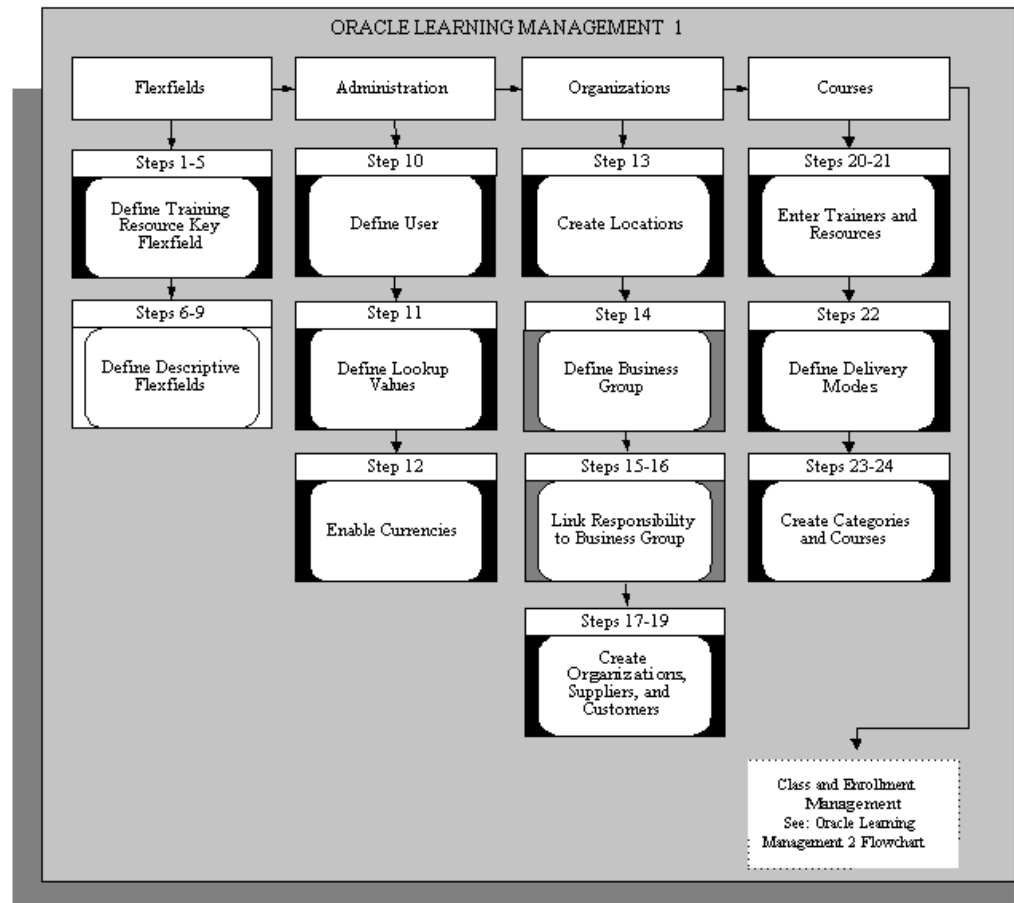 ORACLE LEARNING MANAGEMENT 1
Flexfields
Administration
Organizations
Courses
Steps 1-5
Define Training
Resource Key
Flexfield
Steps 6-9
Define Descriptive
Flexfields
Step 10
Define User
Step 11
Define Lookup
Values
Step 12
Enable Currencies
Step 13
Create Locations
Step 14
Define Business
Group
Steps 15-16
Link Responsibility
to Business Group
Steps 17-19
Create
Organizations,
Suppliers, and
Customers
Steps 20-21
Enter Trainers and
Resources
Steps 22
Define Delivery
Modes
Steps 23-24
Create Categories
and Courses
Class and Enrollment
Management
See: Oracle Learning
Management 2 Flowchart